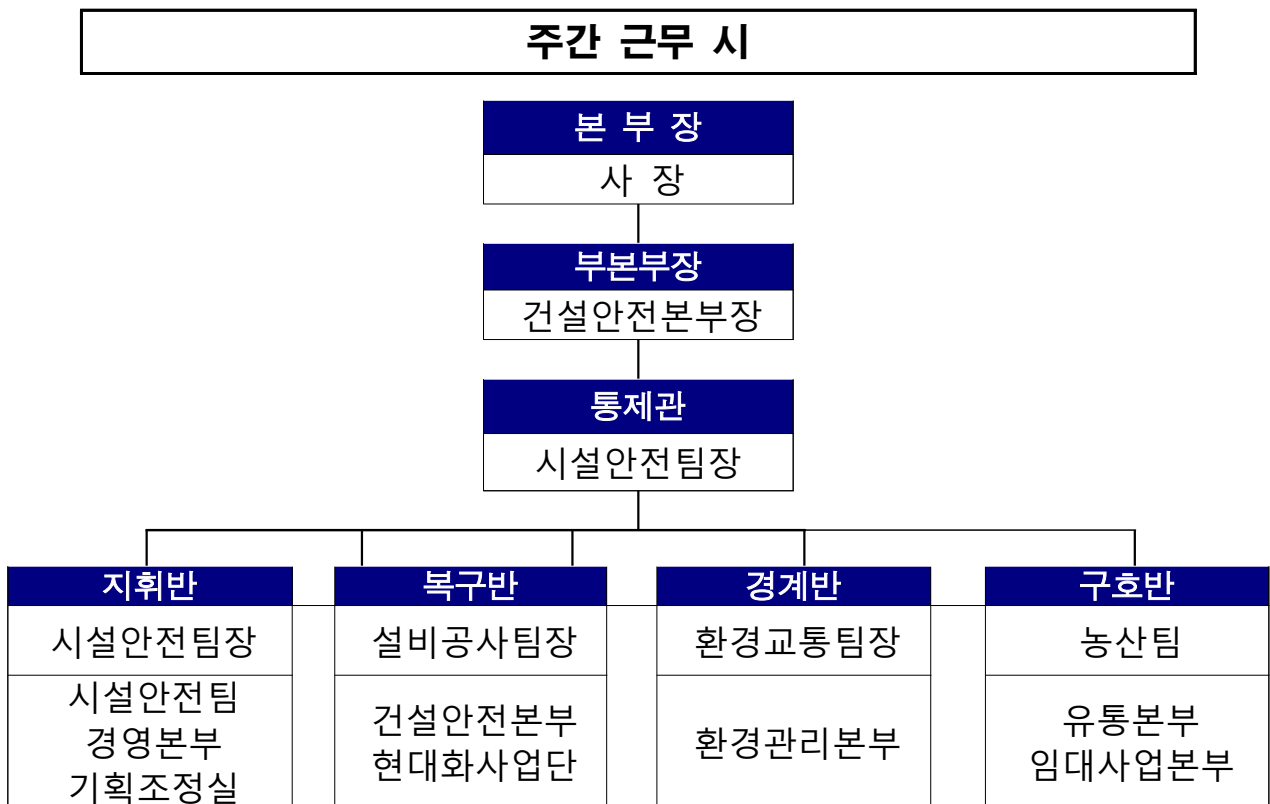 주간 근무 시
본 부 장
사 장
부본부장
건설안전본부장
통제관
시설안전팀장
지휘반
시설안전팀장
시설안전팀
경영본부
기획조정실
복구반
설비공사팀장
건설안전본부
현대화사업단
경계반
환경교통팀장
환경관리본부
구호반
농산팀
유통본부
임대사업본부